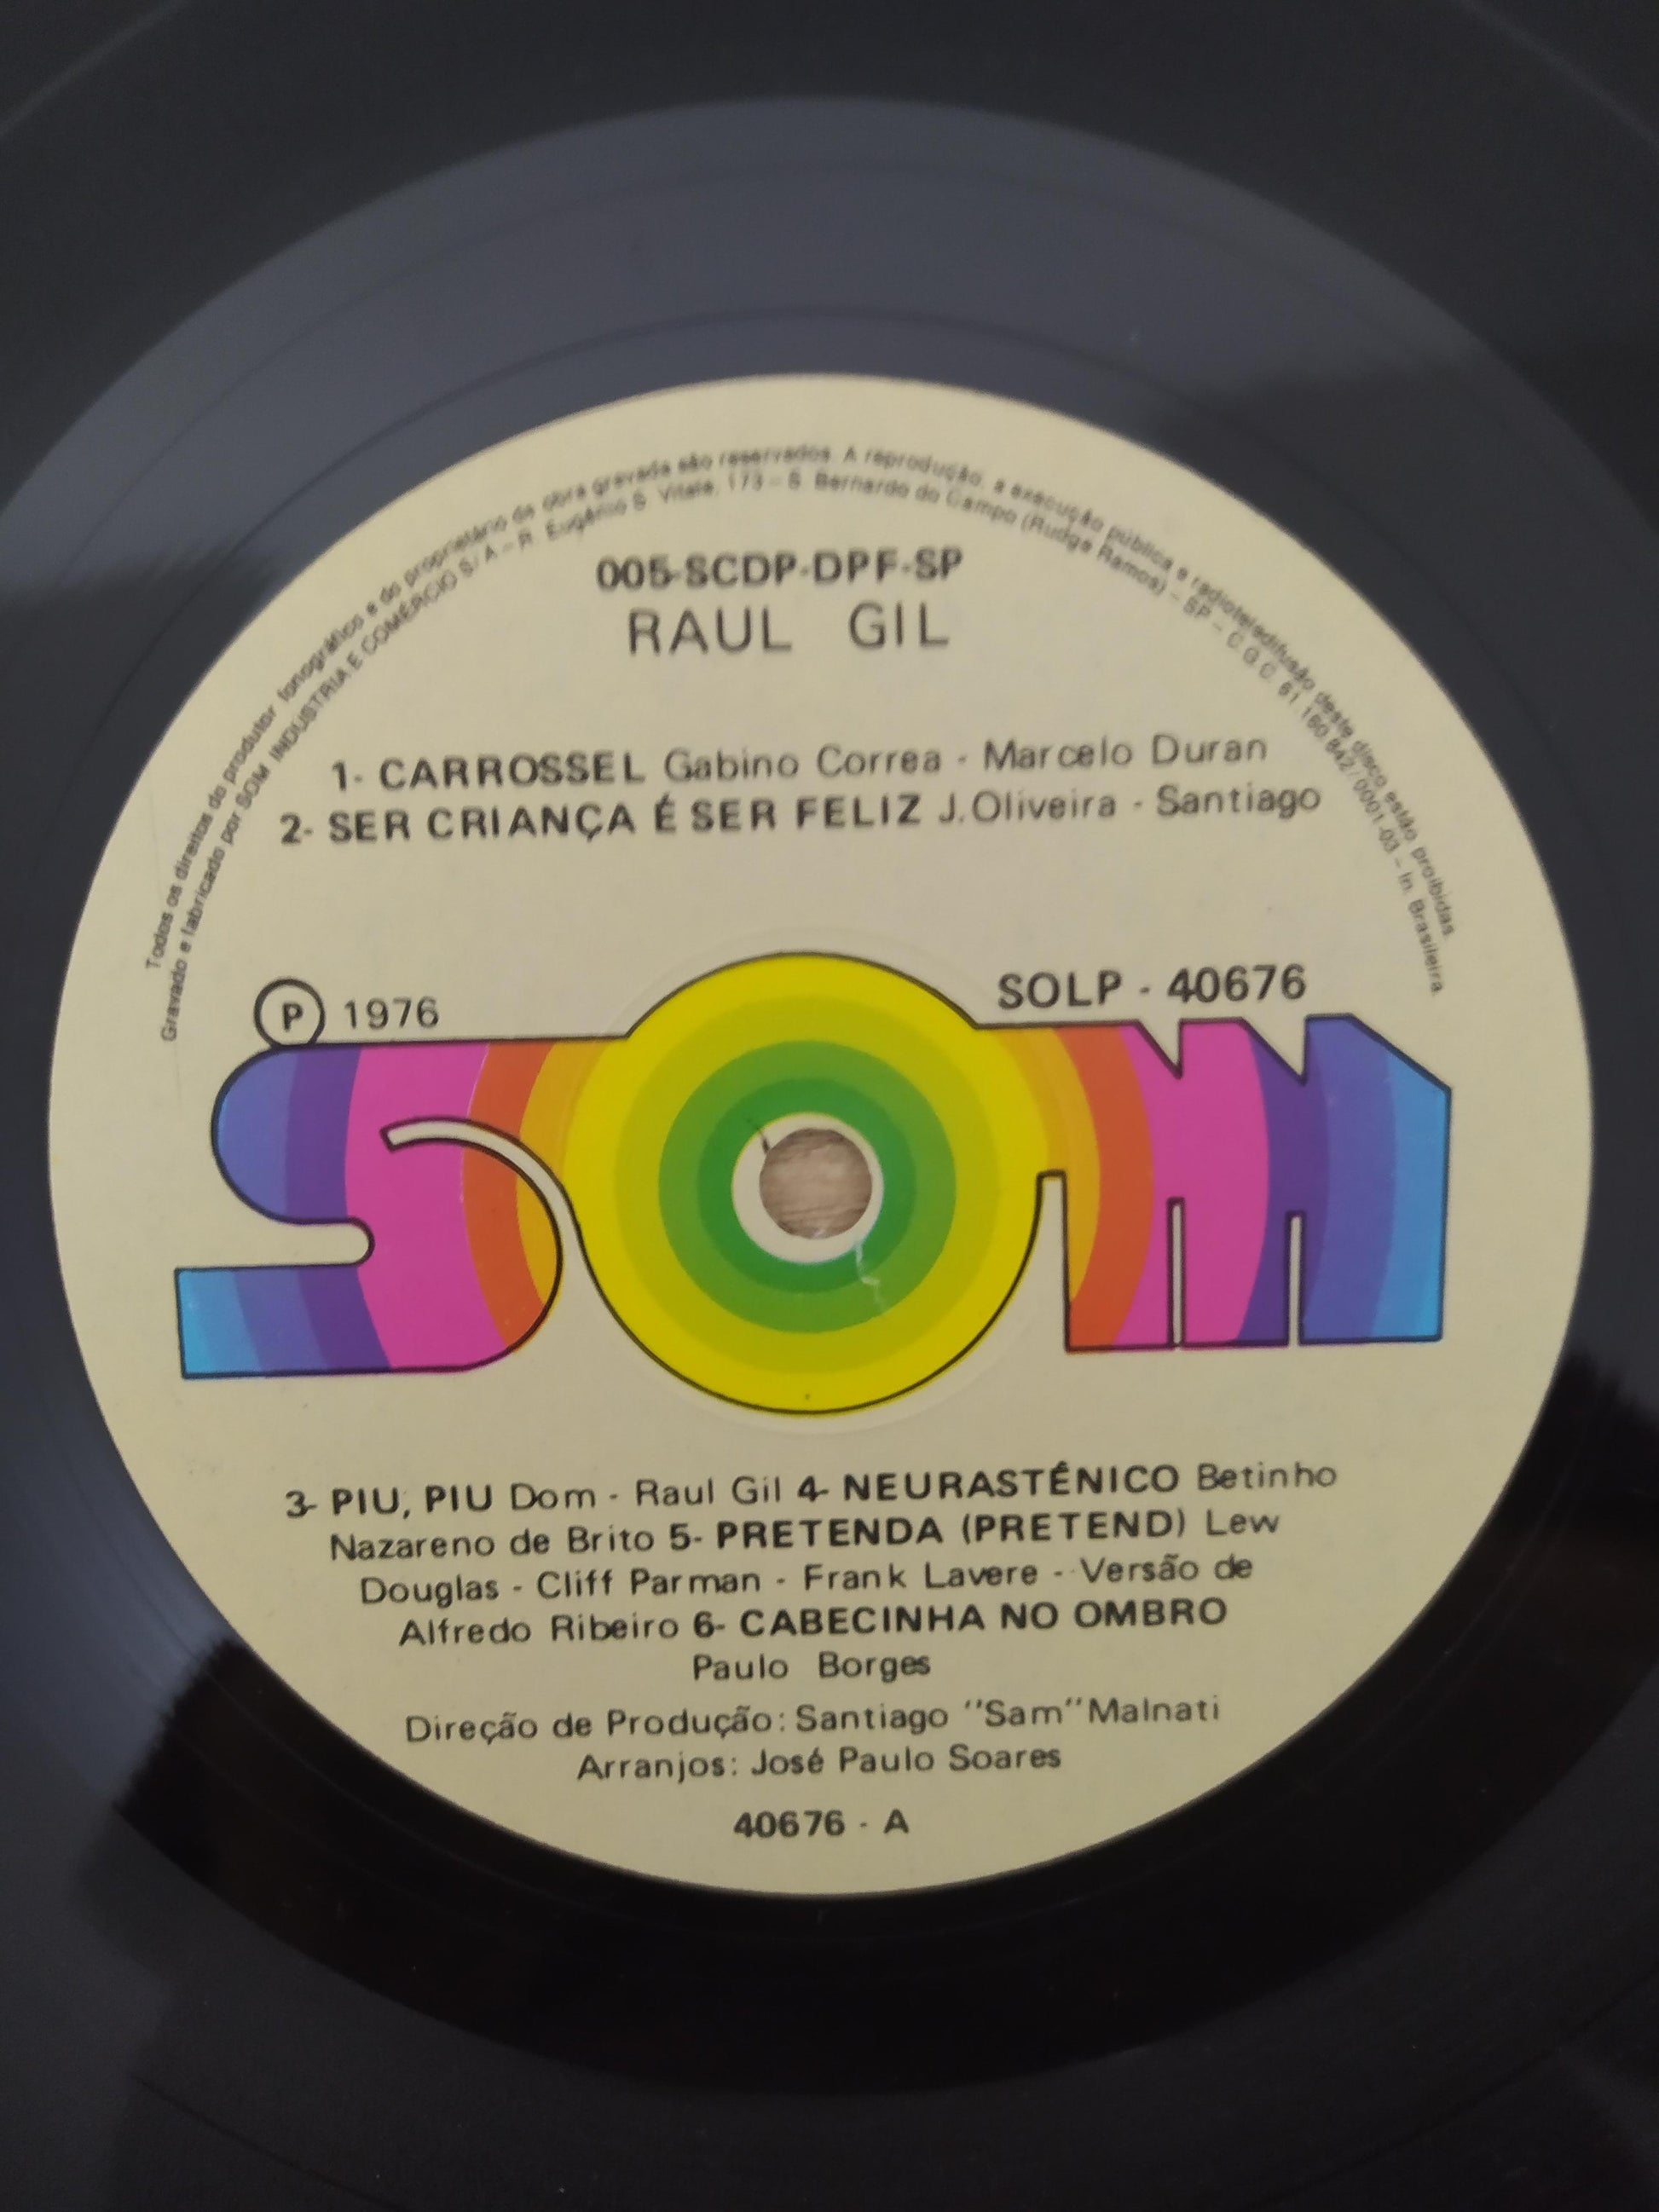 Todos os direitos do produtor fonográfico e do proprietário da obra gravada são reservados. A reprodução, a execução pública e radioteledifusão deste disco estão proibidas.
Gravado e fabricado por SOM INDUSTRIA E COMÉRCIO S/A - R. Eugênio S. Vitale, 173 - S. Bernardo do Campo (Rudge Ramos) - SP - C.G.C. 61.160.842/0001-03 - In. Brasileira.
005-SCDP-DPF-SP
RAUL GIL
1- CARROSSEL Gabino Correa - Marcelo Duran
2- SER CRIANÇA É SER FELIZ J.Oliveira - Santiago
P 1976
SOLP - 40676
SOM
3- PIU, PIU Dom - Raul Gil 4- NEURASTÊNICO Betinho
Nazareno de Brito 5- PRETENDA (PRETEND) Lew
Douglas - Cliff Parman - Frank Lavere - Versão de
Alfredo Ribeiro 6- CABECINHA NO OMBRO
Paulo Borges
Direção de Produção: Santiago "Sam" Malnati
Arranjos: José Paulo Soares
40676 - A